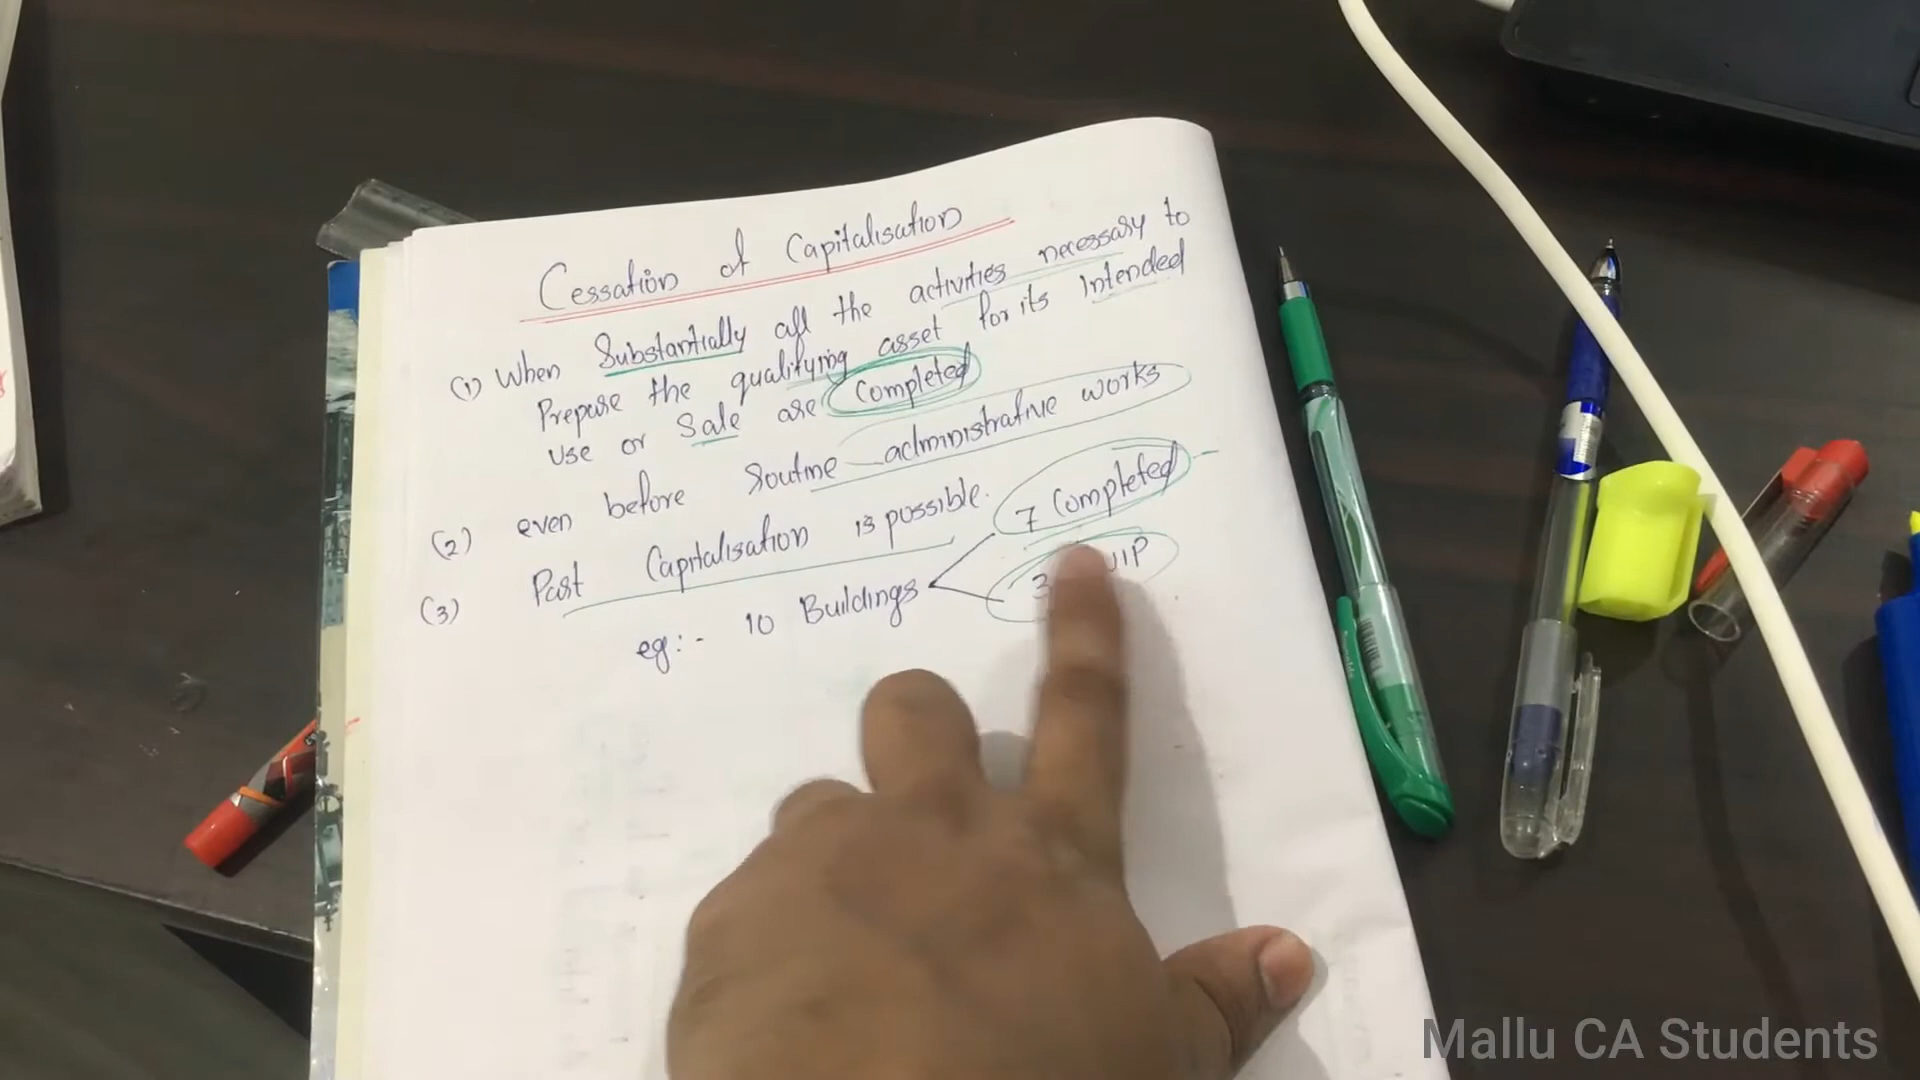 Cessation of Capitalisation
(1) When Substantially all the activities necessary to
Prepare the qualifying asset for its Intended
use or Sale are Completed
(2) even before Routine administrative works
(3) Part Capitalisation is possible.
eg:- 10 Buildings
7 Completed
3
Mallu CA Students